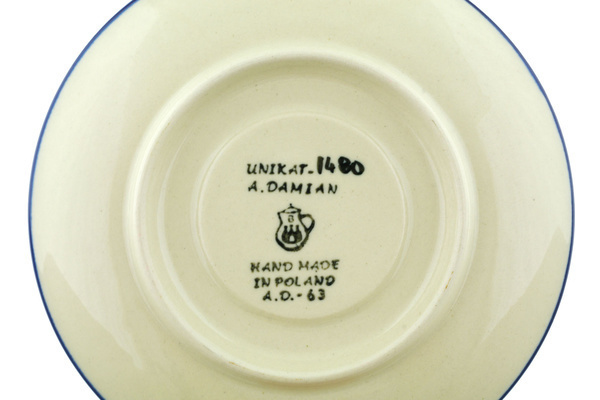 UNIKAT-1480
A.DAMIAN
HAND MADE
IN POLAND
A.D.-63